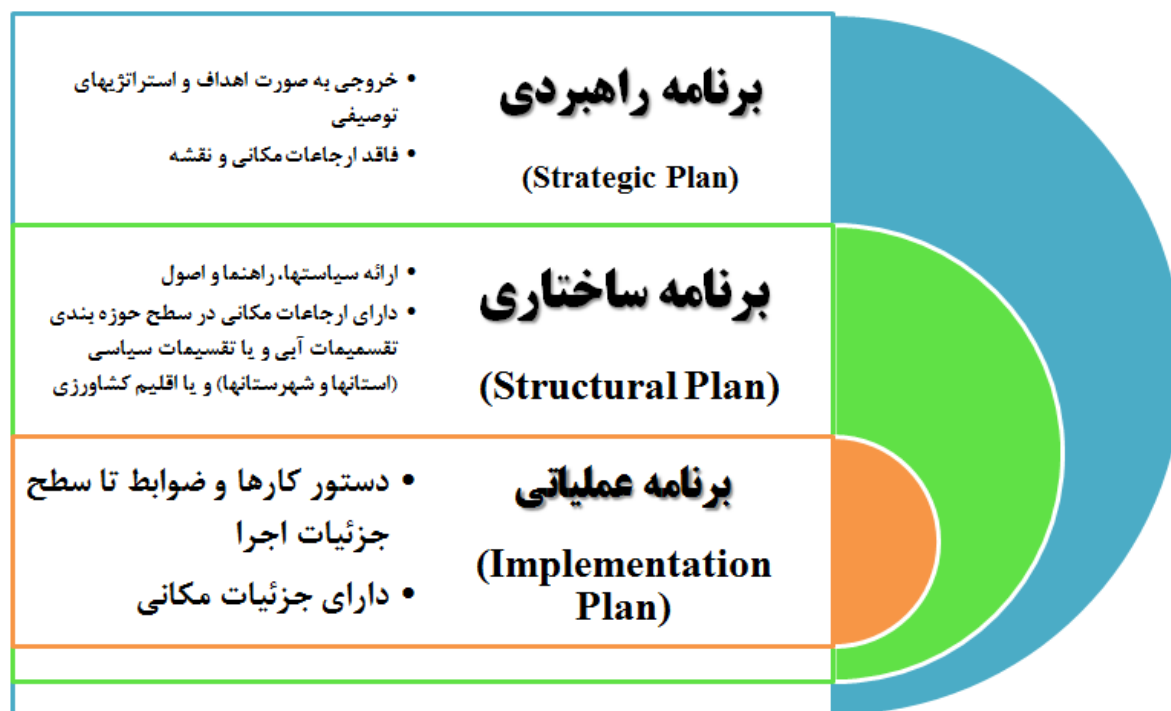 برنامه راهبردی
(Strategic Plan)
• خروجی به صورت اهداف و استراتژیهای
توصیفی
• فاقد ارجاعات مکانی و نقشه
برنامه ساختاری
(Structural Plan)
• ارائه سیاستها، راهنما و اصول
• دارای ارجاعات مکانی در سطح حوزه بندی
تقسمیمات آبی و یا تقسیمات سیاسی
(استانها و شهرستانها) و یا اقلیم کشاورزی
برنامه عملیاتی
(Implementation
Plan)
• دستور کارها و ضوابط تا سطح
جزئیات اجرا
• دارای جزئیات مکانی